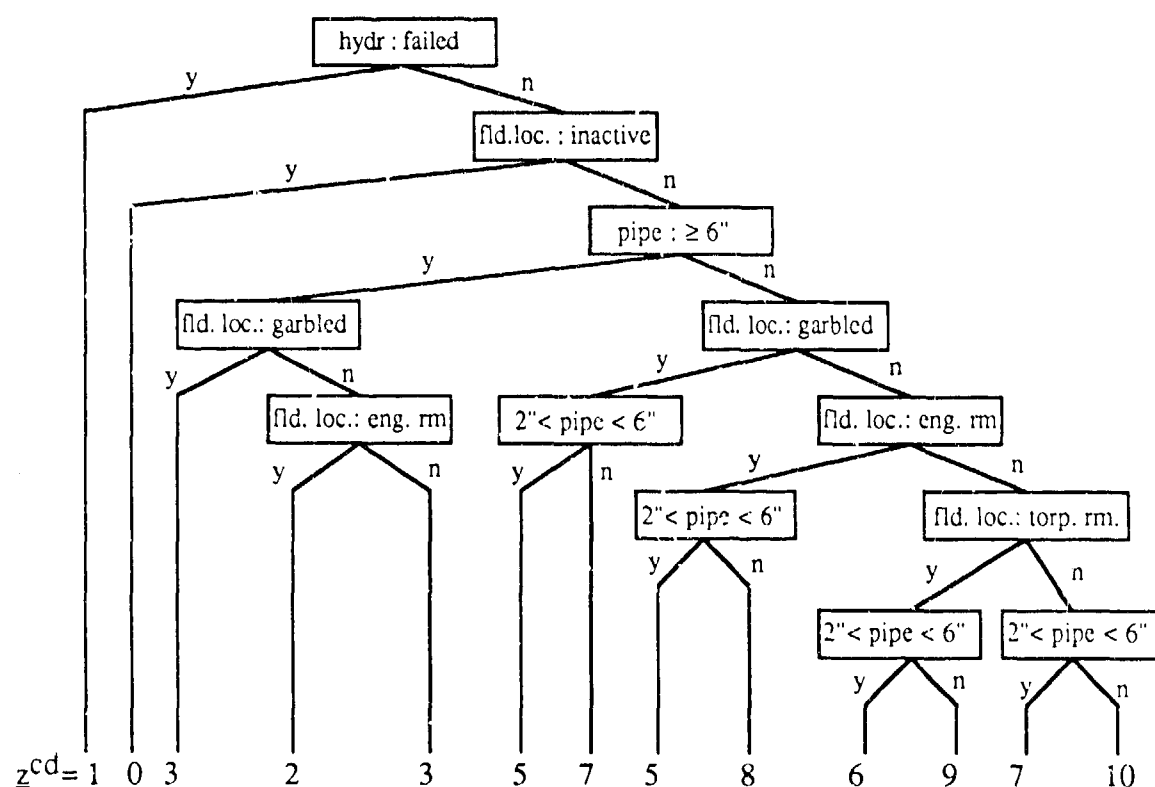 hydr : failed
y
n
fld.loc. : inactive
y
n
pipe : ≥ 6"
y
n
fld. loc.: garbled
fld. loc.: garbled
y
n
y
n
fld. loc.: eng. rm
2"< pipe < 6"
fld. loc.: eng. rm
y
n
y
n
y
n
2"< pipe < 6"
fld. loc.: torp. rm.
y
n
y
n
2"< pipe < 6"
2"< pipe < 6"
y
n
y
n
z^cd = 1 0 3 2 3 5 7 5 8 6 9 7 10